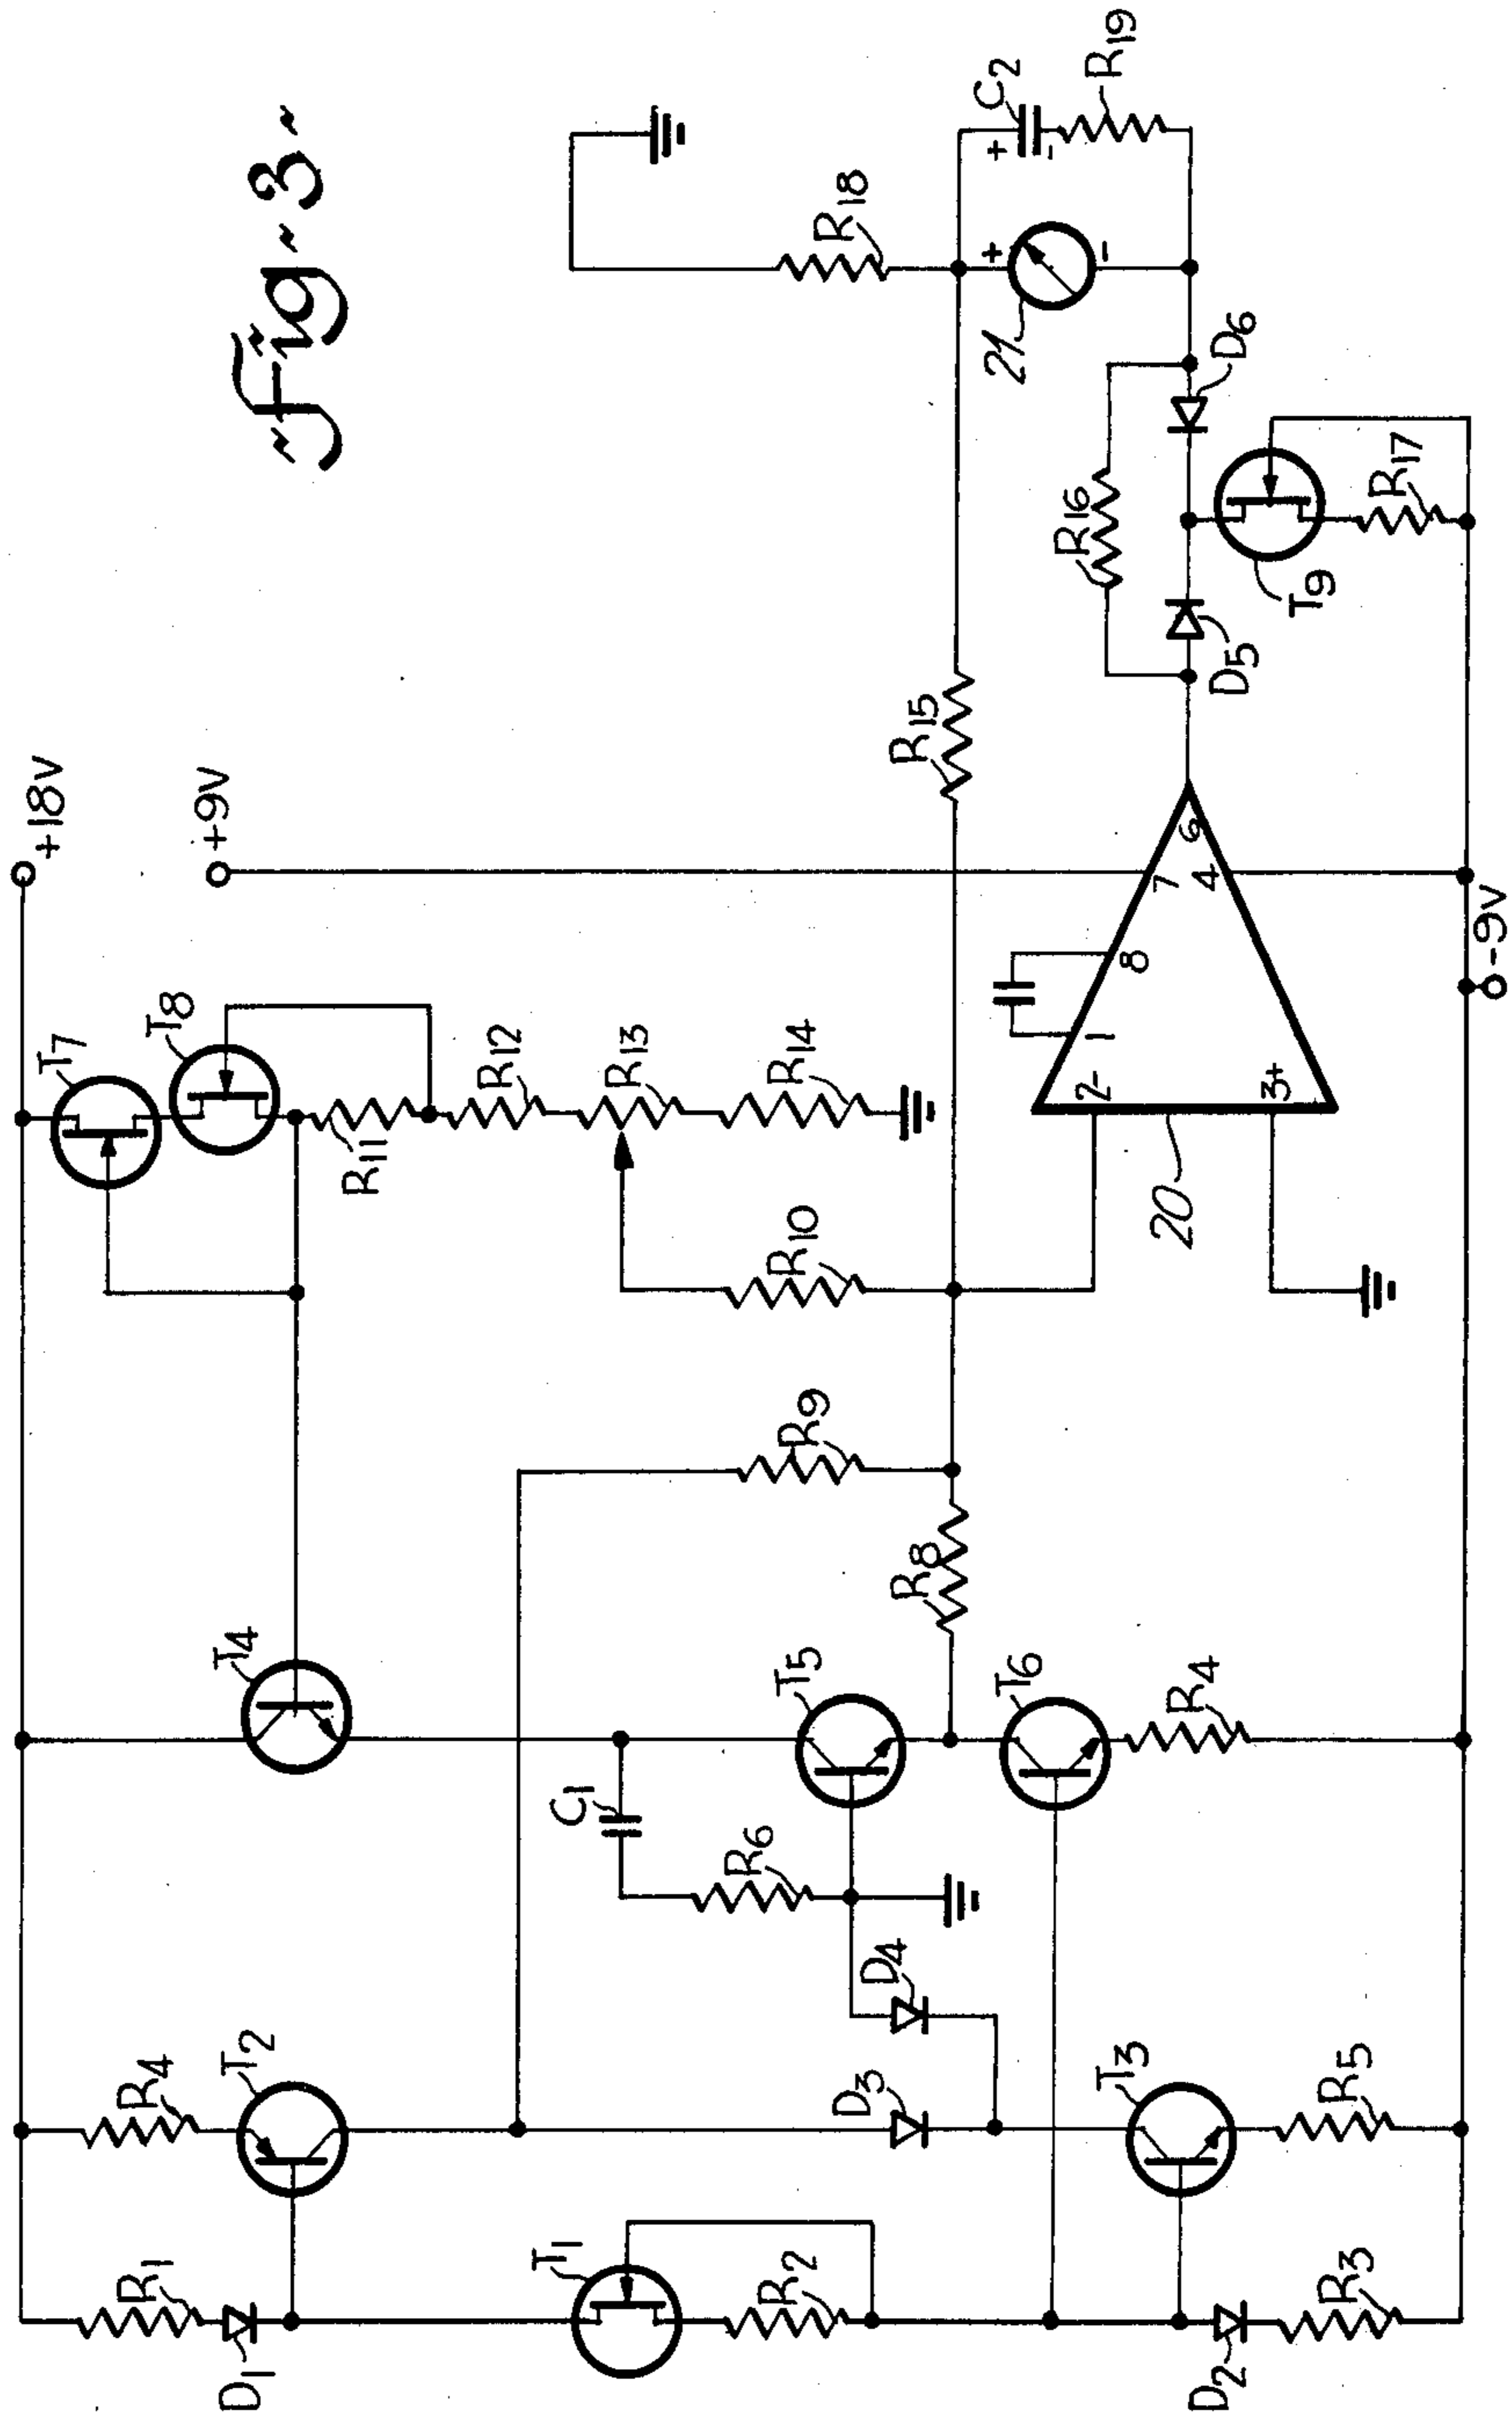 "Fig-3-"
+18V
+9V
-9V
R1
D1
R4
T2
T1
R2
D3
D4
T3
D2
R3
R5
T4
C1
R6
T5
T6
R4
R8
R9
R10
T7
T8
R11
R12
R13
R14
20
2-
3+
1
8
7
4
6
R15
R16
D5
D6
T9
R17
R18
21
+
-
C2
+
-
R19